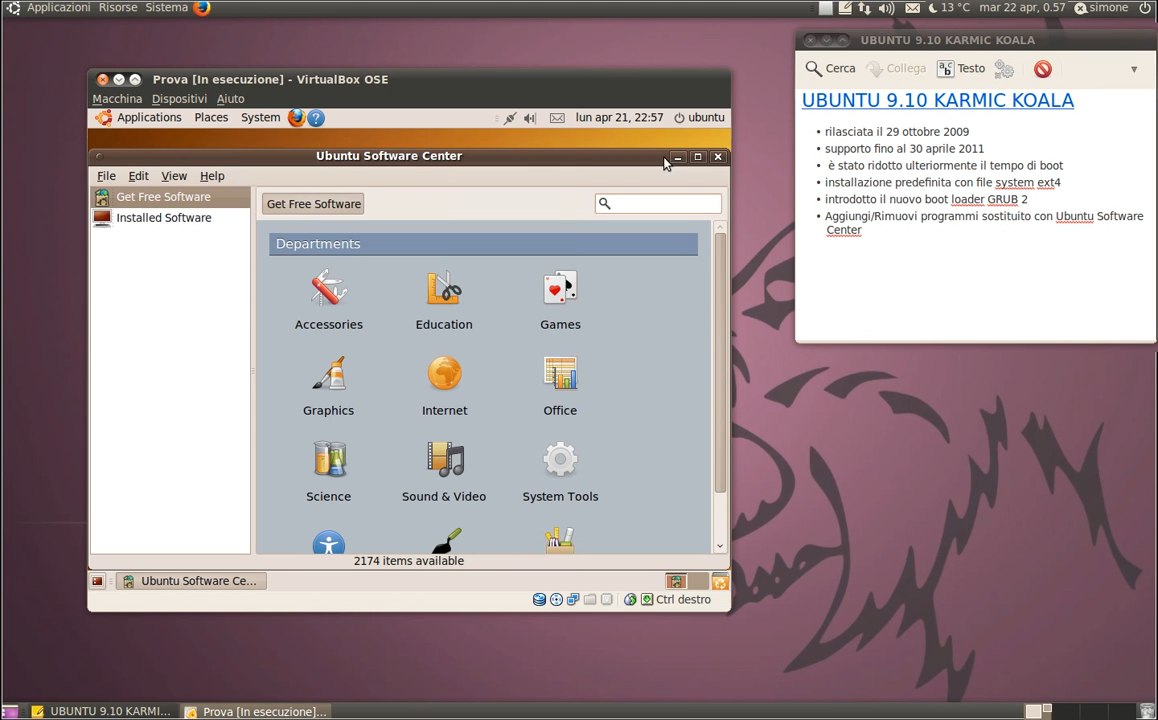 Applicazioni Risorse Sistema
13 °C mar 22 apr, 0.57 simone
Prova [In esecuzione] - VirtualBox OSE
Macchina Dispositivi Aiuto
Applications Places System
lun apr 21, 22:57 ubuntu
Ubuntu Software Center
File Edit View Help
Get Free Software
Installed Software
Get Free Software
Departments
Accessories Education Games
Graphics Internet Office
Science Sound & Video System Tools
2174 items available
Ubuntu Software Ce...
Ctrl destro
UBUNTU 9.10 KARMIC KOALA
Cerca Collega Testo
UBUNTU 9.10 KARMIC KOALA
• rilasciata il 29 ottobre 2009
• supporto fino al 30 aprile 2011
• è stato ridotto ulteriormente il tempo di boot
• installazione predefinita con file system ext4
• introdotto il nuovo boot loader GRUB 2
• Aggiungi/Rimuovi programmi sostituito con Ubuntu Software
Center
UBUNTU 9.10 KARMI... Prova [In esecuzione]...